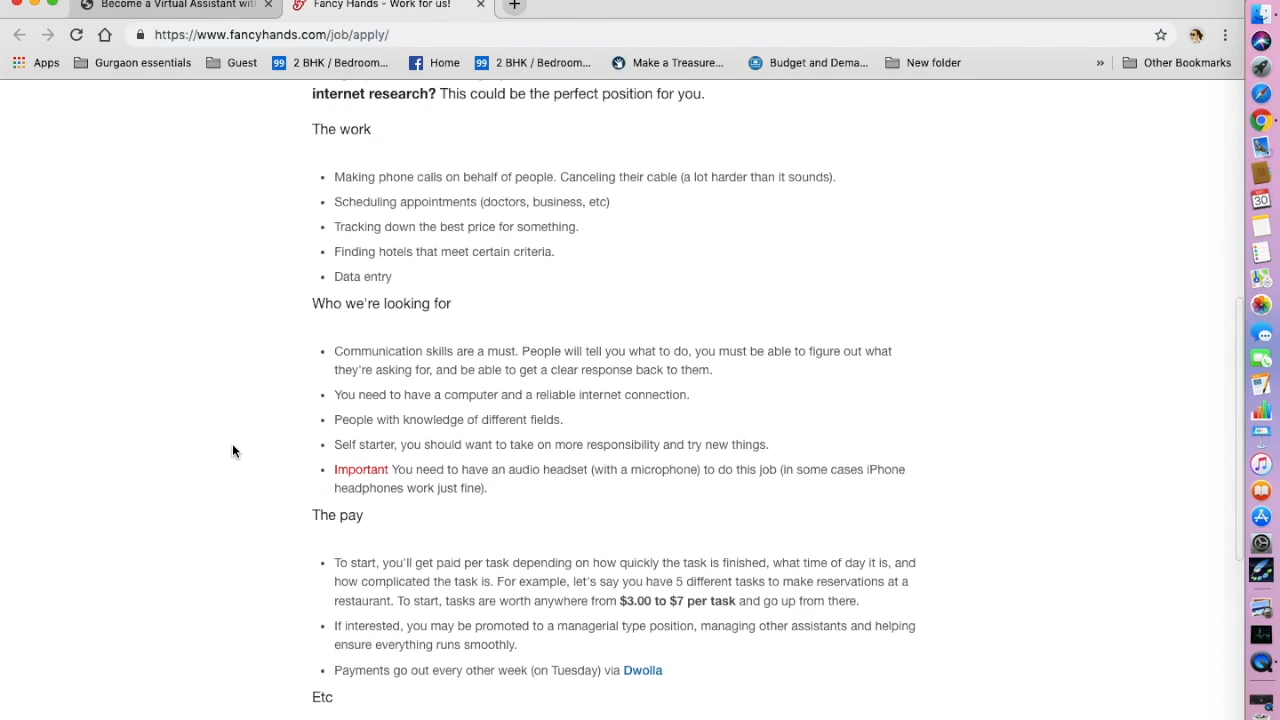 Become a Virtual Assistant wit
Fancy Hands - Work for us!
https://www.fancyhands.com/job/apply/
Apps
Gurgaon essentials
Guest
99 2 BHK / Bedroom...
Home
99 2 BHK / Bedroom...
Make a Treasure...
Budget and Dema...
New folder
»
Other Bookmarks
internet research? This could be the perfect position for you.
The work
• Making phone calls on behalf of people. Canceling their cable (a lot harder than it sounds).
• Scheduling appointments (doctors, business, etc)
• Tracking down the best price for something.
• Finding hotels that meet certain criteria.
• Data entry
Who we're looking for
• Communication skills are a must. People will tell you what to do, you must be able to figure out what
they're asking for, and be able to get a clear response back to them.
• You need to have a computer and a reliable internet connection.
• People with knowledge of different fields.
• Self starter, you should want to take on more responsibility and try new things.
• Important You need to have an audio headset (with a microphone) to do this job (in some cases iPhone
headphones work just fine).
The pay
• To start, you'll get paid per task depending on how quickly the task is finished, what time of day it is, and
how complicated the task is. For example, let's say you have 5 different tasks to make reservations at a
restaurant. To start, tasks are worth anywhere from $3.00 to $7 per task and go up from there.
• If interested, you may be promoted to a managerial type position, managing other assistants and helping
ensure everything runs smoothly.
• Payments go out every other week (on Tuesday) via Dwolla
Etc
30